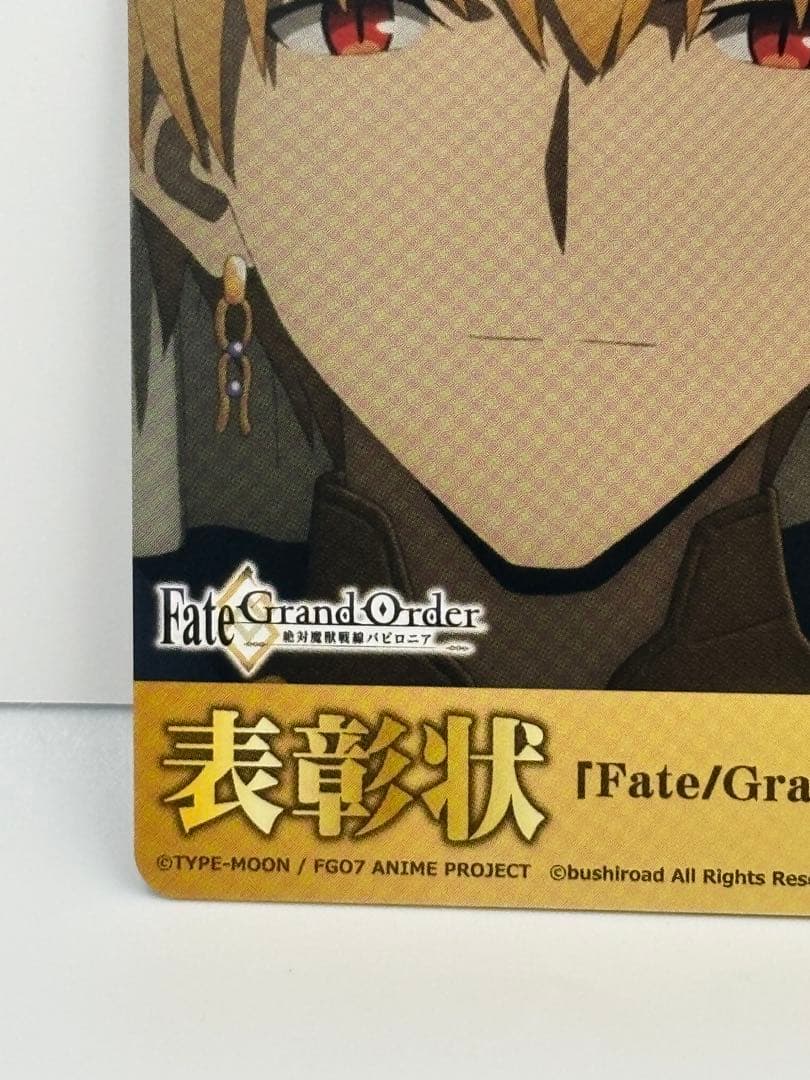 Fate/Grand Order
絶対魔獣戦線バビロニア
表彰状
「Fate/Gra
©TYPE-MOON / FGO7 ANIME PROJECT ©bushiroad All Rights Res